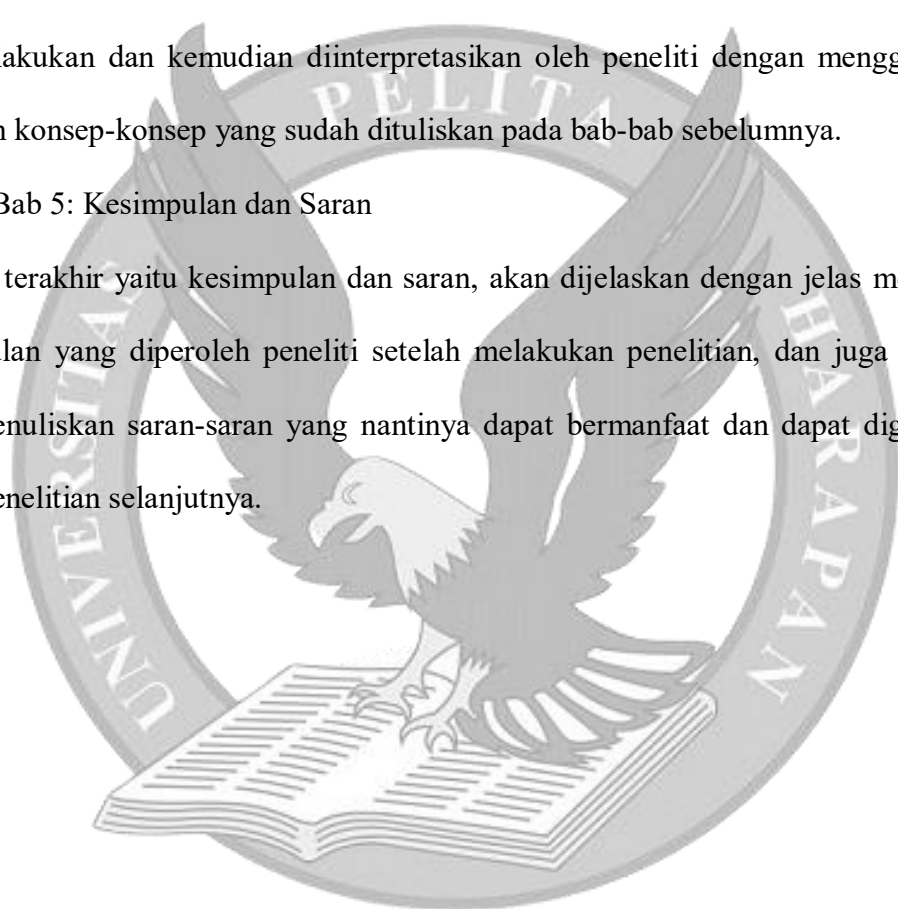 lakukan dan kemudian diinterpretasikan oleh peneliti dengan mengg
konsep-konsep yang sudah dituliskan pada bab-bab sebelumnya.
Bab 5: Kesimpulan dan Saran
terakhir yaitu kesimpulan dan saran, akan dijelaskan dengan jelas m
lan yang diperoleh peneliti setelah melakukan penelitian, dan juga
enuliskan saran-saran yang nantinya dapat bermanfaat dan dapat dig
enelitian selanjutnya.
UNIVERSITAS PELITA HARAPAN